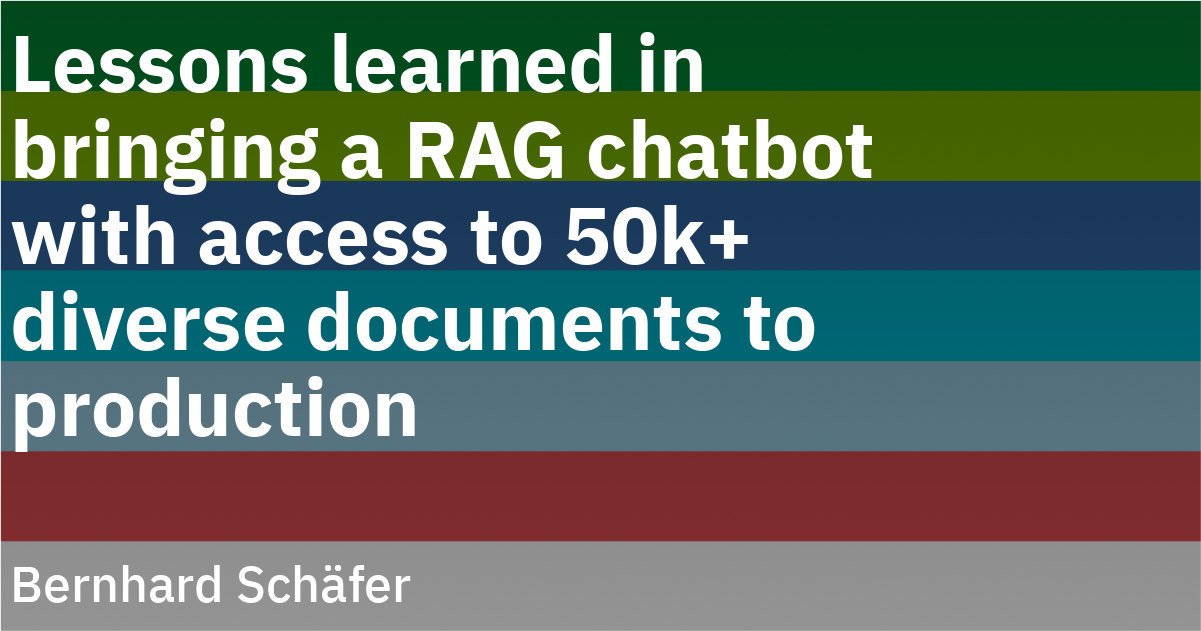 Lessons learned in
bringing a RAG chatbot
with access to 50k+
diverse documents to
production
Bernhard Schäfer